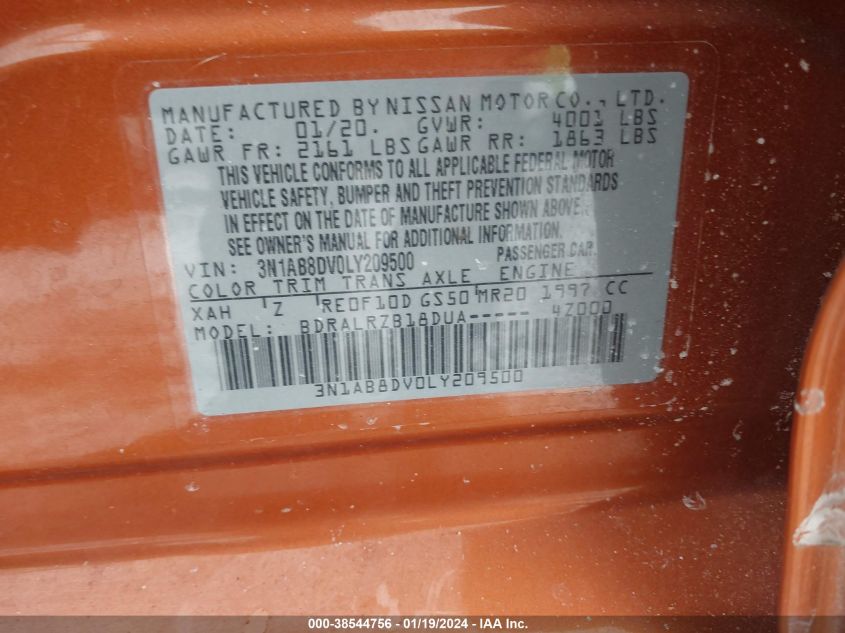 MANUFACTURED BY NISSAN MOTOR CO., LTD.
DATE: 01/20. GVWR: 4001 LBS
GAWR FR: 2161 LBS GAWR RR: 1863 LBS
THIS VEHICLE CONFORMS TO ALL APPLICABLE FEDERAL MOTOR
VEHICLE SAFETY, BUMPER AND THEFT PREVENTION STANDARDS
IN EFFECT ON THE DATE OF MANUFACTURE SHOWN ABOVE.
SEE OWNER'S MANUAL FOR ADDITIONAL INFORMATION.
VIN: 3N1AB8DV0LY209500 PASSENGER CAR.
COLOR TRIM TRANS AXLE ENGINE
XAH Z RE0F10D GS50 MR20 1997 CC
MODEL: BDRALRZB18DUA----- 4Z000
3N1AB8DV0LY209500
000-38544756 - 01/19/2024 - IAA Inc.